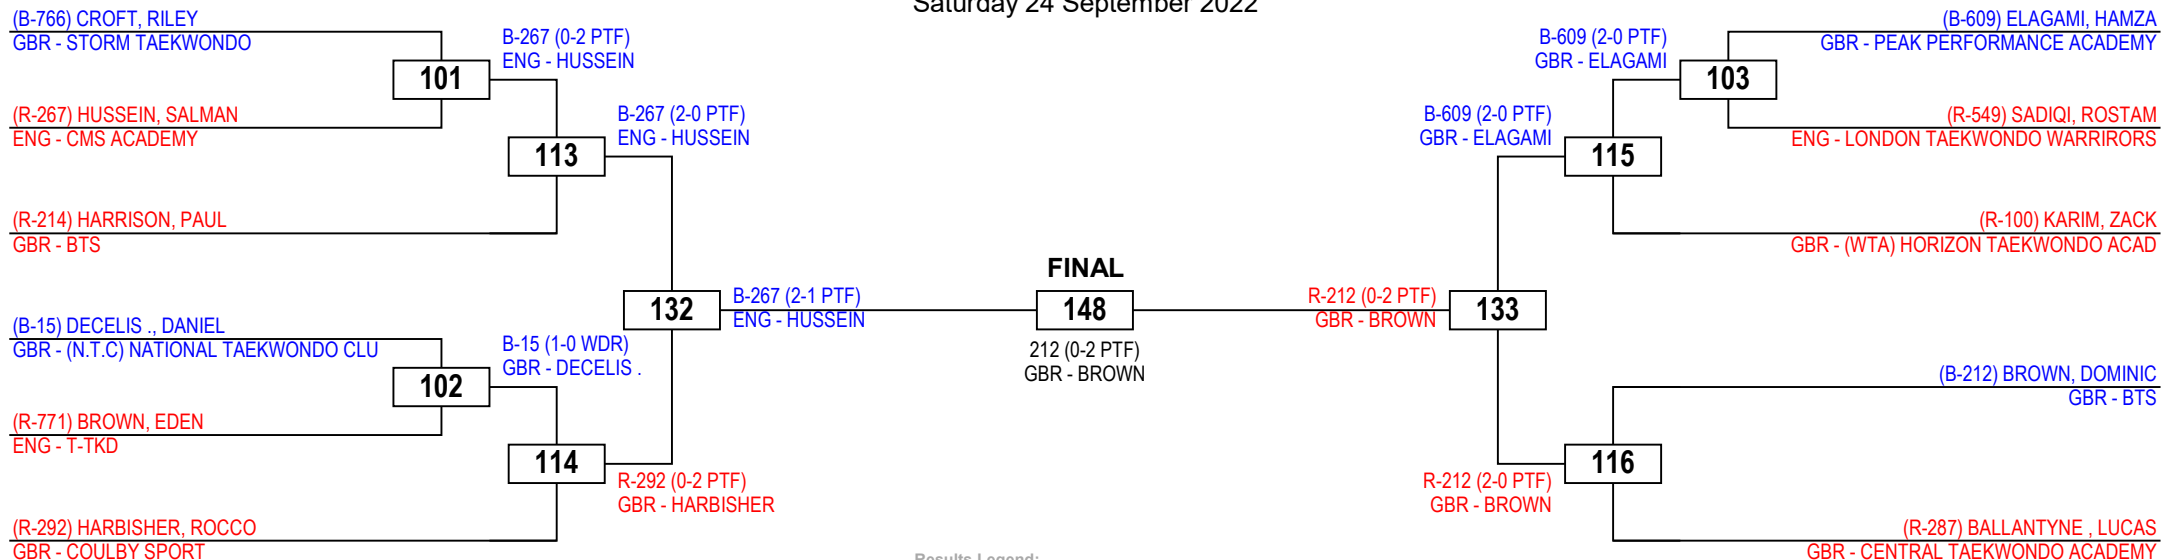 Saturday 24 September 2022
(B-766) CROFT, RILEY
GBR - STORM TAEKWONDO
101
(R-267) HUSSEIN, SALMAN
ENG - CMS ACADEMY
B-267 (0-2 PTF)
ENG - HUSSEIN
113
(R-214) HARRISON, PAUL
GBR - BTS
B-267 (2-0 PTF)
ENG - HUSSEIN
(B-15) DECELIS ., DANIEL
GBR - (N.T.C) NATIONAL TAEKWONDO CLU
102
(R-771) BROWN, EDEN
ENG - T-TKD
B-15 (1-0 WDR)
GBR - DECELIS .
114
(R-292) HARBISHER, ROCCO
GBR - COULBY SPORT
R-292 (0-2 PTF)
GBR - HARBISHER
132
B-267 (2-1 PTF)
ENG - HUSSEIN
FINAL
148
212 (0-2 PTF)
GBR - BROWN
R-212 (0-2 PTF)
GBR - BROWN
133
B-609 (2-0 PTF)
GBR - ELAGAMI
115
B-609 (2-0 PTF)
GBR - ELAGAMI
103
(B-609) ELAGAMI, HAMZA
GBR - PEAK PERFORMANCE ACADEMY
(R-549) SADIQI, ROSTAM
ENG - LONDON TAEKWONDO WARRIRORS
(R-100) KARIM, ZACK
GBR - (WTA) HORIZON TAEKWONDO ACAD
(B-212) BROWN, DOMINIC
GBR - BTS
116
R-212 (2-0 PTF)
GBR - BROWN
(R-287) BALLANTYNE , LUCAS
GBR - CENTRAL TAEKWONDO ACADEMY
Results Legend: